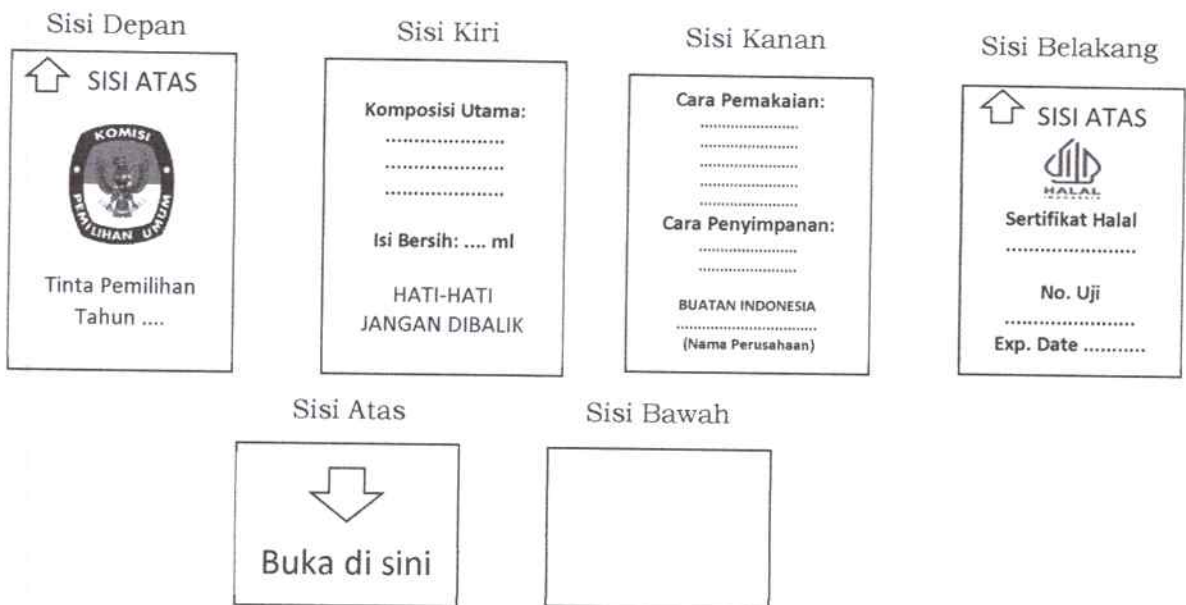 Sisi Depan
SISI ATAS
KOMISI
PEMILIHAN UMUM
Tinta Pemilihan
Tahun ....
Sisi Kiri
Komposisi Utama:
.....................
.....................
.....................
Isi Bersih: .... ml
HATI-HATI
JANGAN DIBALIK
Sisi Kanan
Cara Pemakaian:
.......................
.......................
.......................
.......................
.......................
Cara Penyimpanan:
.......................
.......................
BUATAN INDONESIA
.................................
(Nama Perusahaan)
Sisi Belakang
SISI ATAS
HALAL
INDONESIA
Sertifikat Halal
.......................
No. Uji
.......................
Exp. Date ...........
Sisi Atas
Buka di sini
Sisi Bawah